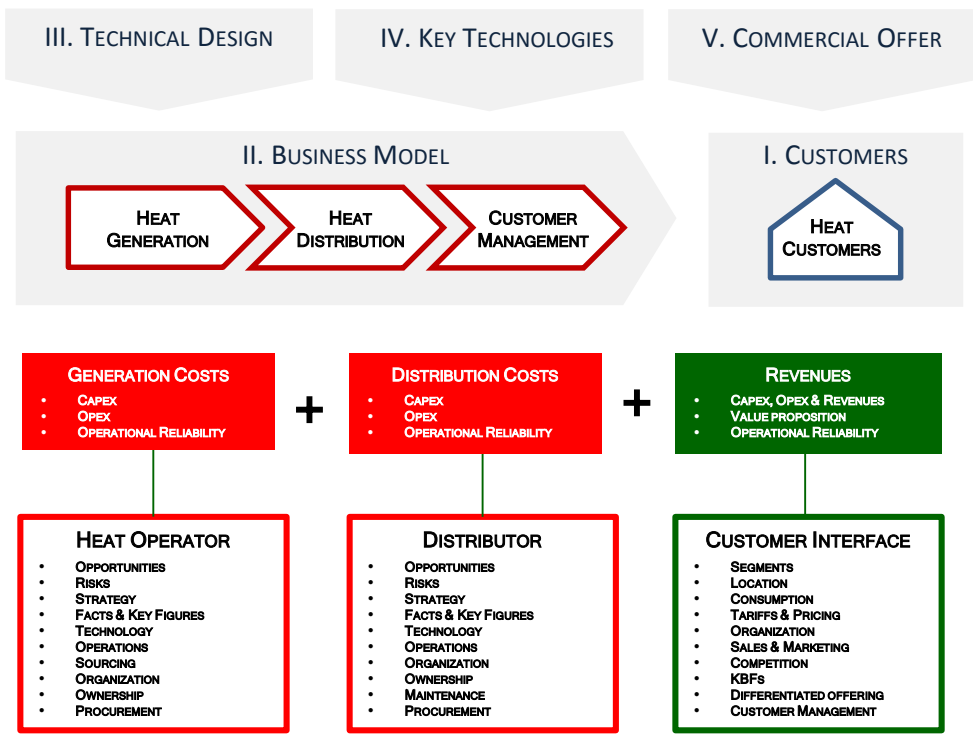 III. Technical Design
IV. Key Technologies
V. Commercial Offer
II. Business Model
I. Customers
Heat
Generation
Heat
Distribution
Customer
Management
Heat
Customers
Generation Costs
• Capex
• Opex
• Operational Reliability
+
Distribution Costs
• Capex
• Opex
• Operational Reliability
+
Revenues
• Capex, Opex & Revenues
• Value proposition
• Operational Reliability
Heat Operator
• Opportunities
• Risks
• Strategy
• Facts & Key Figures
• Technology
• Operations
• Sourcing
• Organization
• Ownership
• Procurement
Distributor
• Opportunities
• Risks
• Strategy
• Facts & Key Figures
• Technology
• Operations
• Organization
• Ownership
• Maintenance
• Procurement
Customer Interface
• Segments
• Location
• Consumption
• Tariffs & Pricing
• Organization
• Sales & Marketing
• Competition
• KBFs
• Differentiated offering
• Customer Management